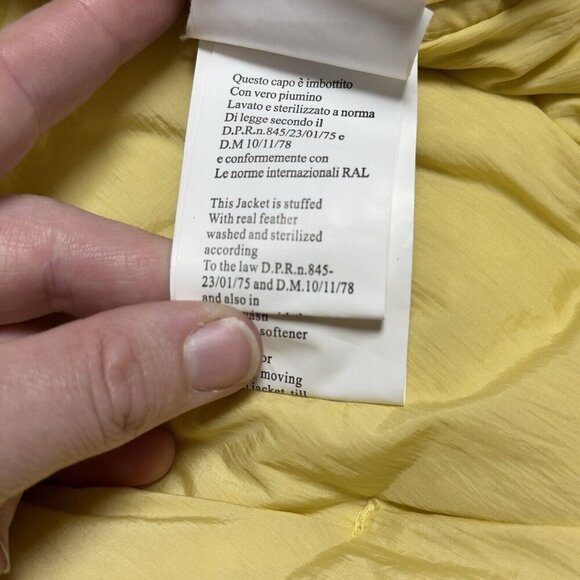 Questo capo è imbottito
Con vero piumino
Lavato e sterilizzato a norma
Di legge secondo il
D.P.R.n.845/23/01/75 e
D.M 10/11/78
e conformemente con
Le norme internazionali RAL
This Jacket is stuffed
With real feather
washed and sterilized
according
To the law D.P.R.n.845-
23/01/75 and D.M.10/11/78
and also in
softener
or
moving
jacket till